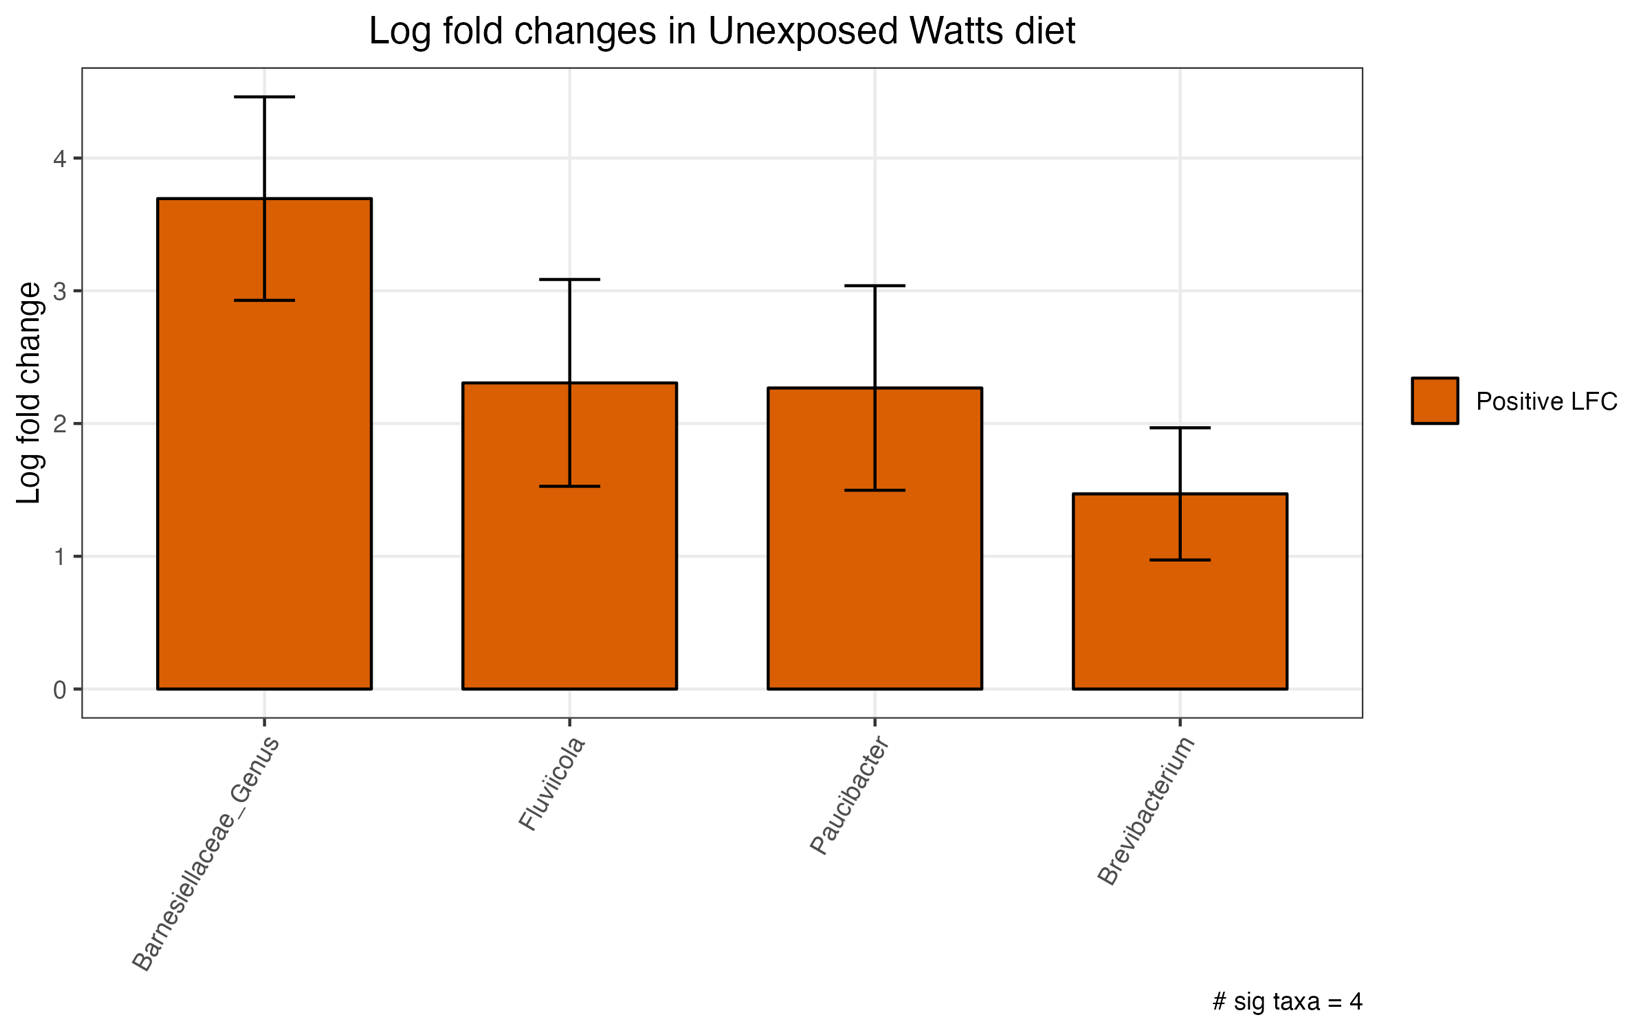 Log fold changes in Unexposed Watts diet
Log fold change
4
3
2
1
0
Barnesiellaceae_Genus
Fluviicola
Paucibacter
Brevibacterium
Positive LFC
# sig taxa = 4